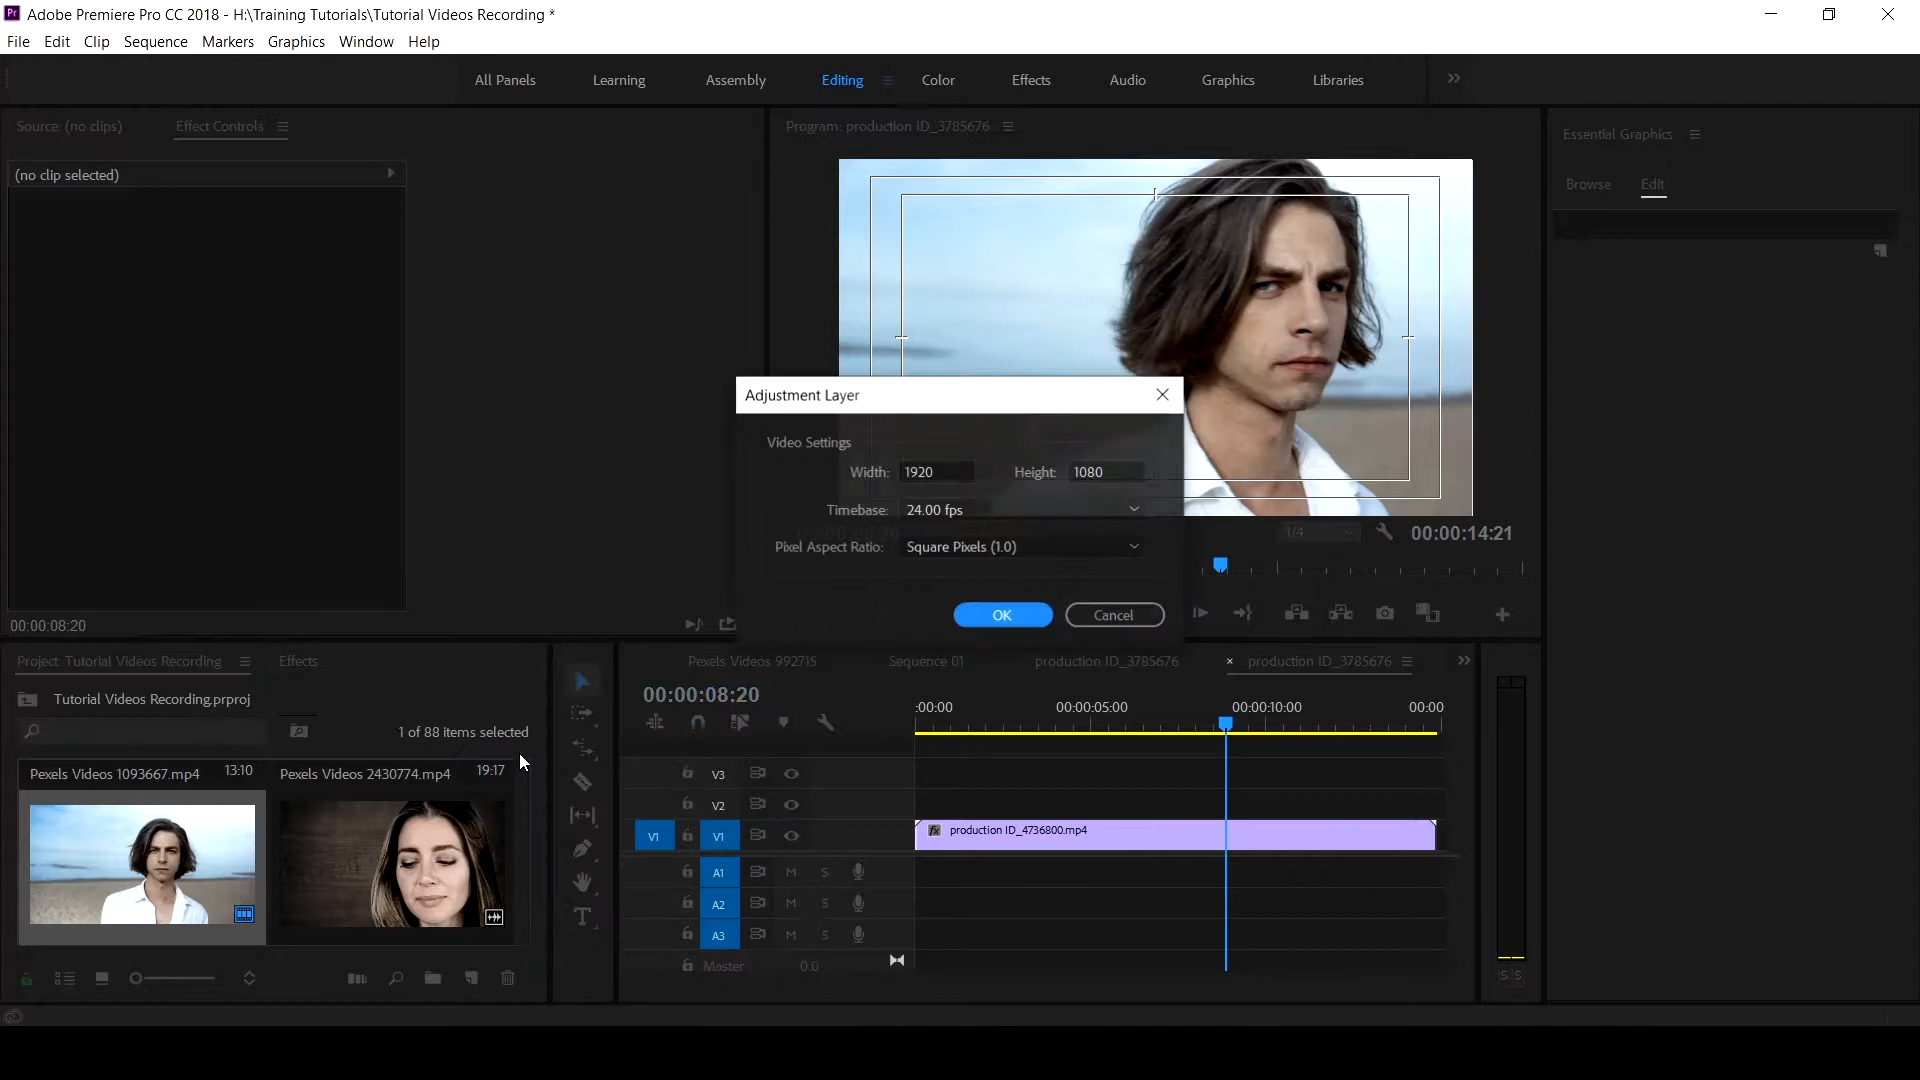 Adobe Premiere Pro CC 2018 - H:\Training Tutorials\Tutorial Videos Recording *
File Edit Clip Sequence Markers Graphics Window Help
All Panels Learning Assembly Editing Color Effects Audio Graphics Libraries
Source: (no clips) Effect Controls
Program: production ID_3785676
Essential Graphics
Browse Edit
(no clip selected)
Adjustment Layer
Video Settings
Width: 1920 Height: 1080
Timebase: 24.00 fps
Pixel Aspect Ratio: Square Pixels (1.0)
OK Cancel
1/4 00:00:14:21
00:00:08:20
Project: Tutorial Videos Recording Effects
Tutorial Videos Recording.prproj
1 of 88 items selected
Pexels Videos 1093667.mp4 13:10 Pexels Videos 2430774.mp4 19:17
Pexels Videos 992715 Sequence 01 production ID_3785676 × production ID_3785676
00:00:08:20
:00:00 00:00:05:00 00:00:10:00 00:00
V3
V2
V1 V1 fx production ID_4736800.mp4
A1 M S
A2 M S
A3 M S
Master 0.0
S S